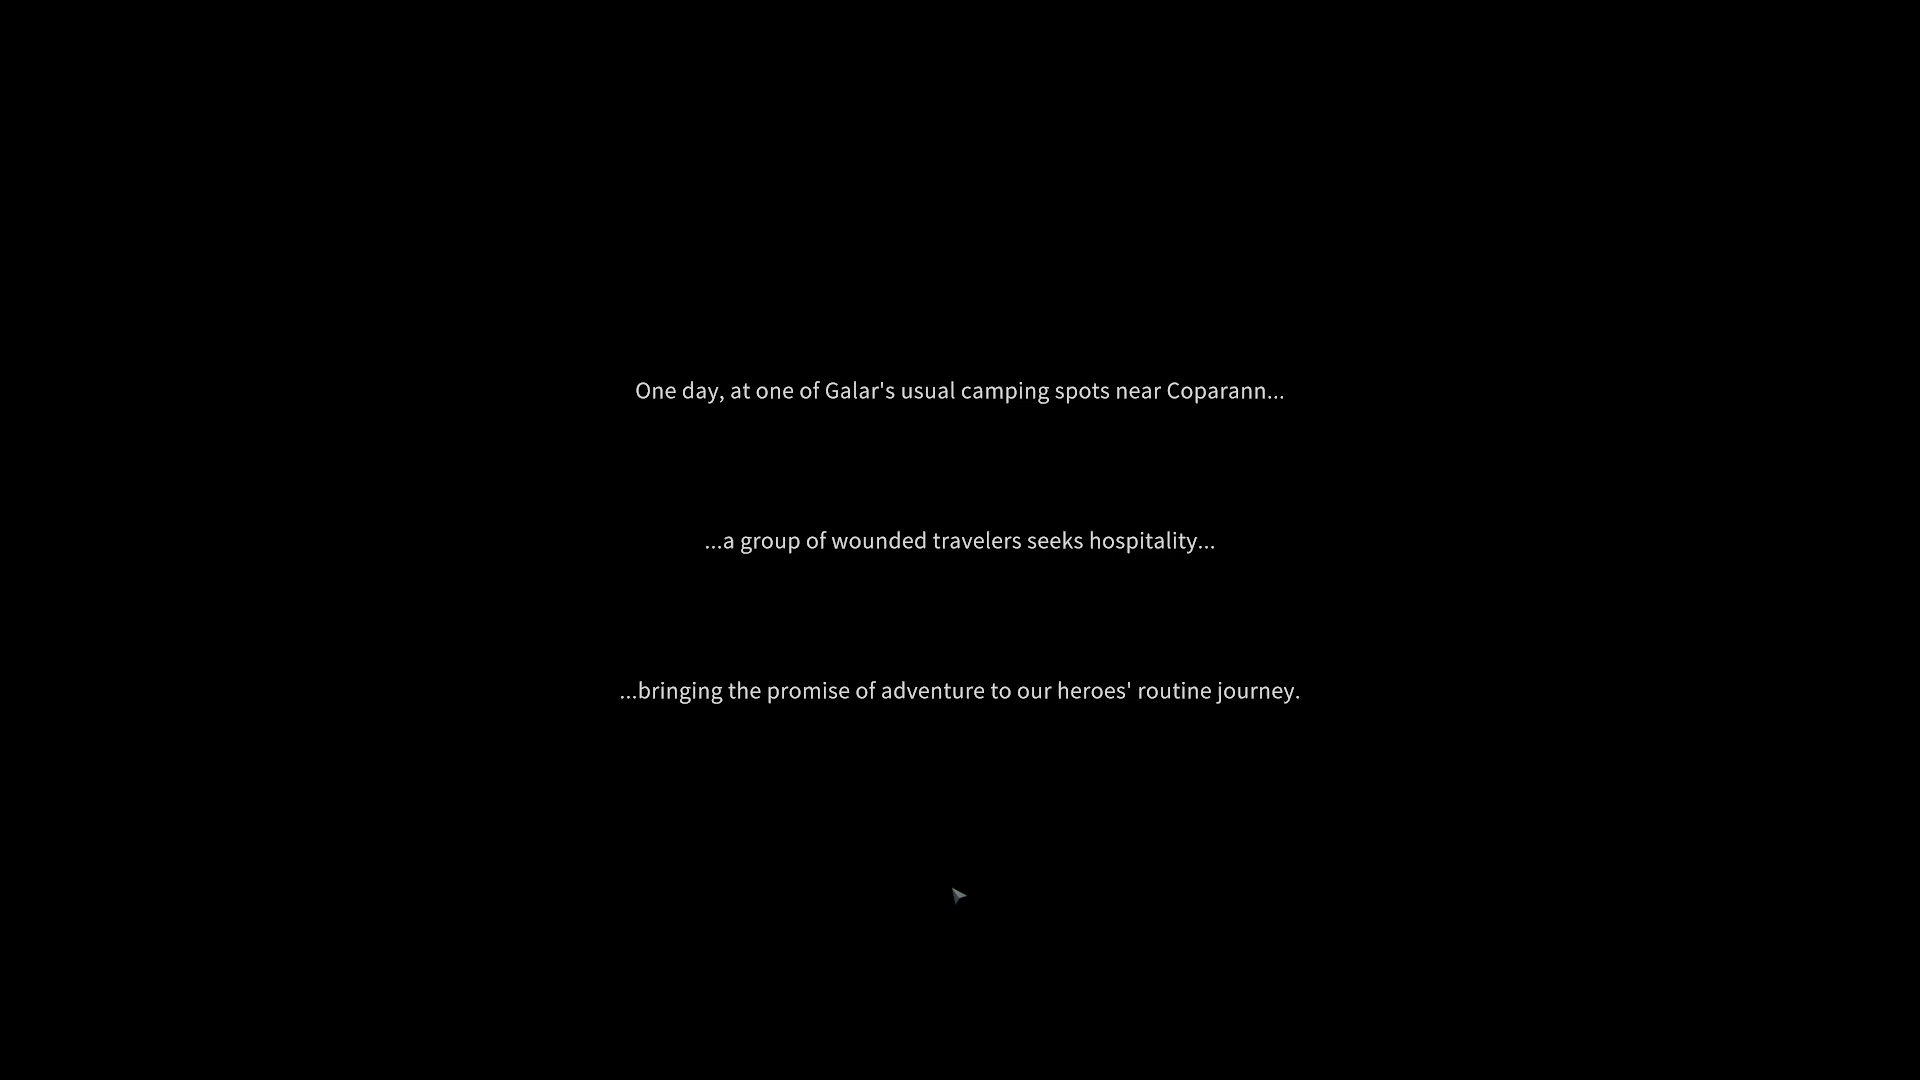 One day, at one of Galar's usual camping spots near Coparann...
...a group of wounded travelers seeks hospitality...
...bringing the promise of adventure to our heroes' routine journey.